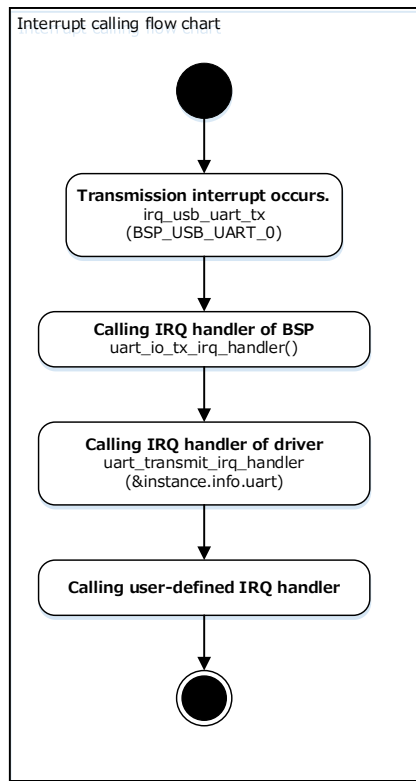 Interrupt calling flow chart
Transmission interrupt occurs.
irq_usb_uart_tx
(BSP_USB_UART_0)
Calling IRQ handler of BSP
uart_io_tx_irq_handler()
Calling IRQ handler of driver
uart_transmit_irq_handler
(&instance.info.uart)
Calling user-defined IRQ handler